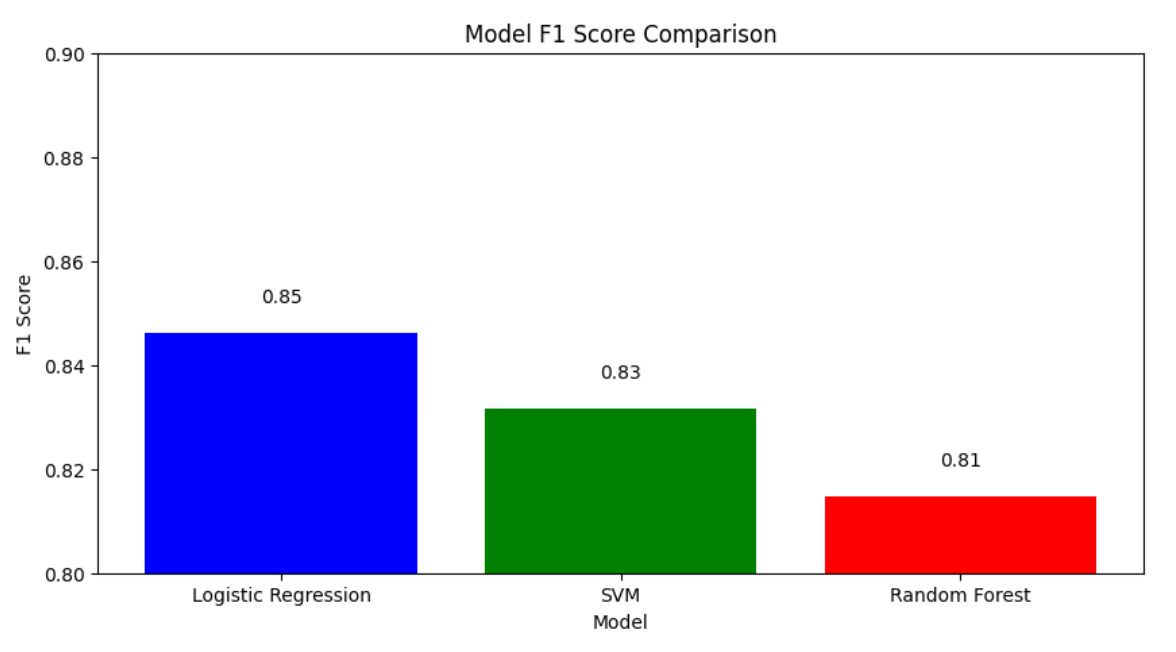 Model F1 Score Comparison
0.90
0.88
0.86
0.84
0.82
0.80
F1 Score
0.85
0.83
0.81
Logistic Regression
SVM
Random Forest
Model